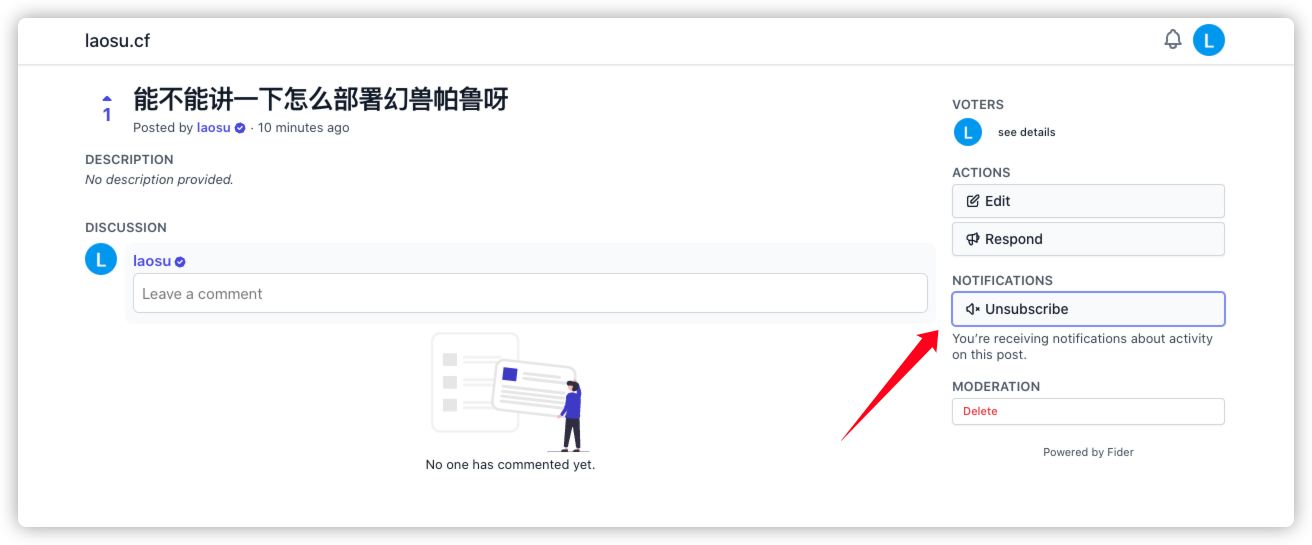 laosu.cf
L
1
能不能讲一下怎么部署幻兽帕鲁呀
Posted by laosu · 10 minutes ago
DESCRIPTION
No description provided.
DISCUSSION
L
laosu
Leave a comment
No one has commented yet.
VOTERS
L see details
ACTIONS
Edit
Respond
NOTIFICATIONS
Unsubscribe
You’re receiving notifications about activity
on this post.
MODERATION
Delete
Powered by Fider